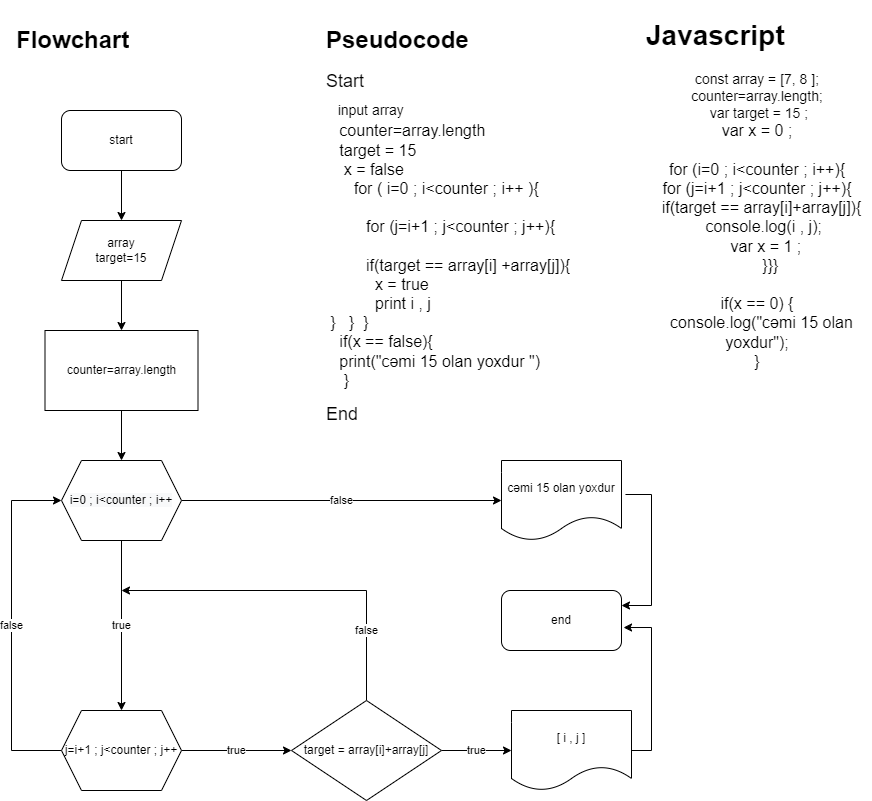 Flowchart
start
array
target=15
counter=array.length
i=0 ; i<counter ; i++
false
cəmi 15 olan yoxdur
false
true
false
end
j=i+1 ; j<counter ; j++
true
target = array[i]+array[j]
true
[ i , j ]
Pseudocode
Start
input array
counter=array.length
target = 15
x = false
for ( i=0 ; i<counter ; i++ ){
for (j=i+1 ; j<counter ; j++){
if(target == array[i] +array[j]){
x = true
print i , j
} } }
if(x == false){
print("cəmi 15 olan yoxdur ")
}
End
Javascript
const array = [7, 8 ];
counter=array.length;
var target = 15 ;
var x = 0 ;
for (i=0 ; i<counter ; i++){
for (j=i+1 ; j<counter ; j++){
if(target == array[i]+array[j]){
console.log(i , j);
var x = 1 ;
}}}
if(x == 0) {
console.log("cəmi 15 olan
yoxdur");
}